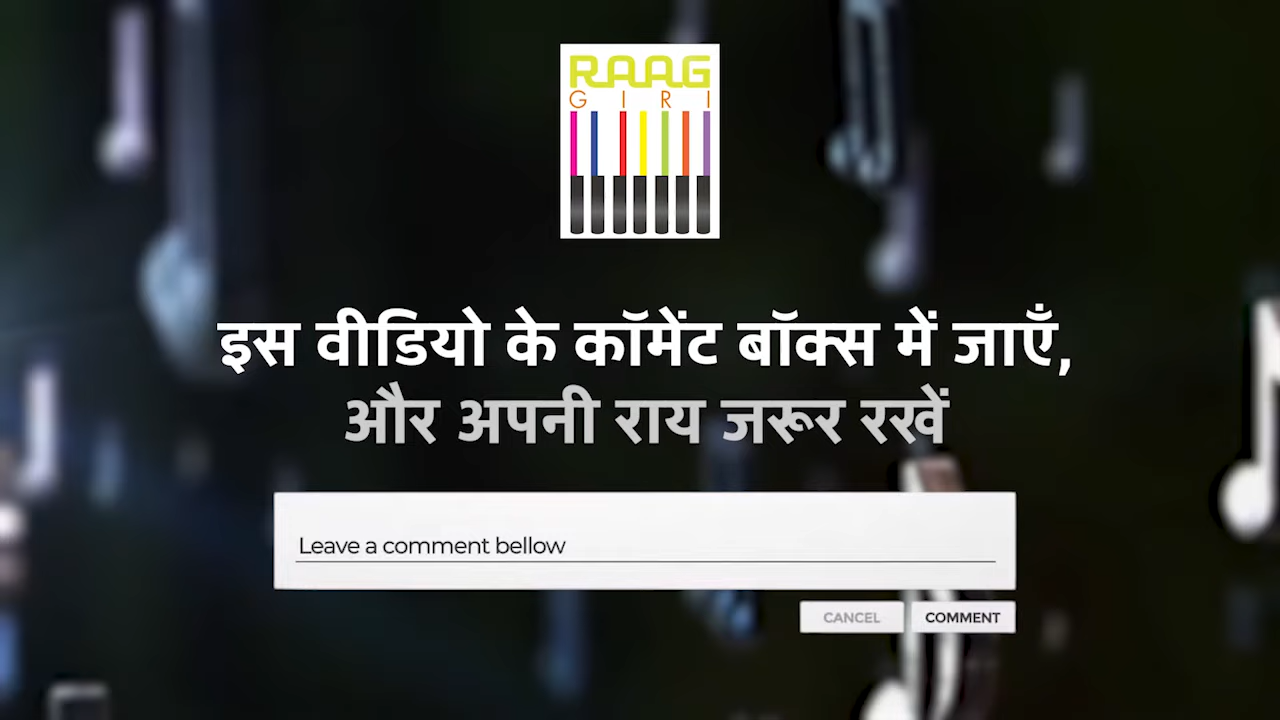 RAAG
GIRI
इस वीडियो के कॉमेंट बॉक्स में जाएँ,
और अपनी राय जरूर रखें
Leave a comment bellow
CANCEL COMMENT